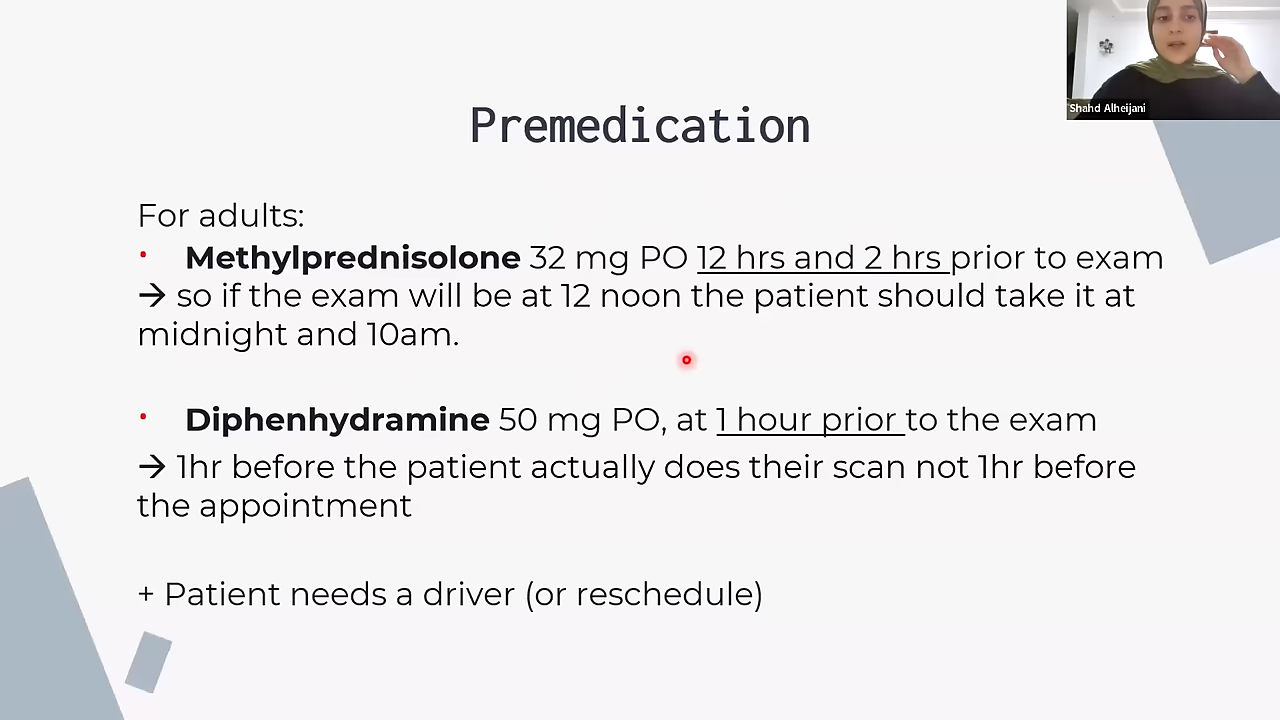 Shahd Alheijani
Premedication
For adults:
• Methylprednisolone 32 mg PO 12 hrs and 2 hrs prior to exam
→ so if the exam will be at 12 noon the patient should take it at
midnight and 10am.
• Diphenhydramine 50 mg PO, at 1 hour prior to the exam
→ 1hr before the patient actually does their scan not 1hr before
the appointment
+ Patient needs a driver (or reschedule)